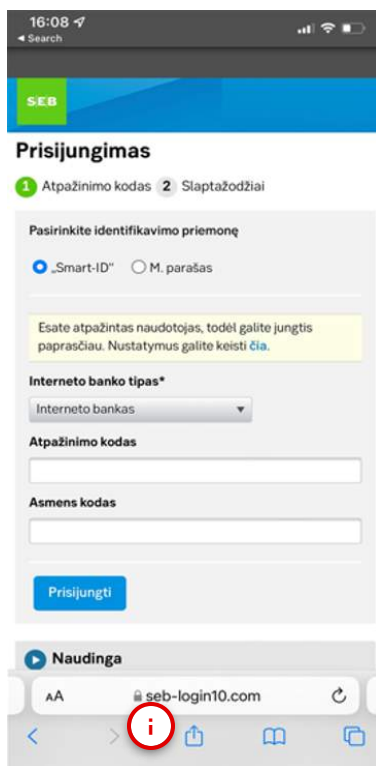 16:08
◀ Search
SEB
Prisijungimas
1 Atpažinimo kodas 2 Slaptažodžiai
Pasirinkite identifikavimo priemonę
„Smart-ID" M. parašas
Esate atpažintas naudotojas, todėl galite jungtis
paprasčiau. Nustatymus galite keisti čia.
Interneto banko tipas*
Interneto bankas
Atpažinimo kodas
Asmens kodas
Prisijungti
Naudinga
AA seb-login10.com
i